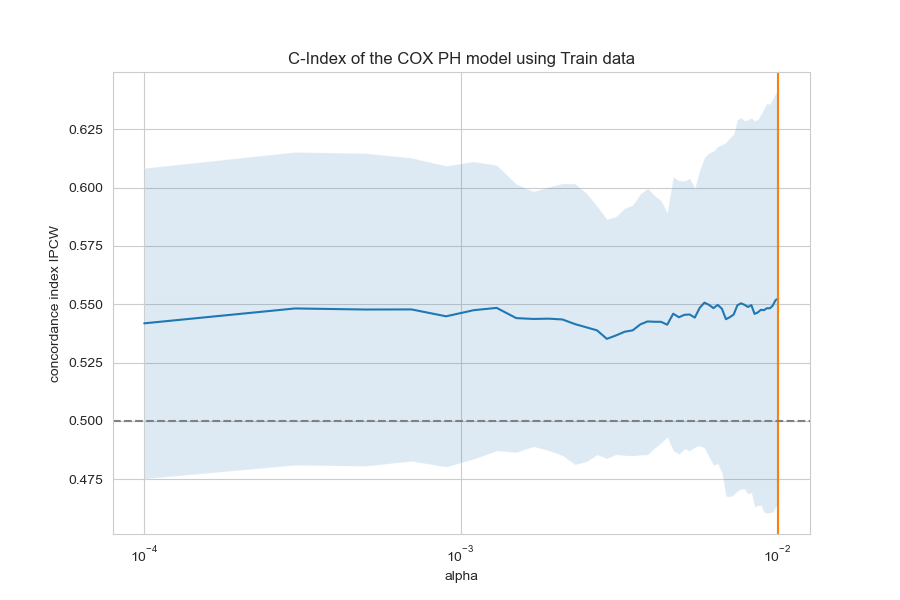 C-Index of the COX PH model using Train data
concordance index IPCW
0.625
0.600
0.575
0.550
0.525
0.500
0.475
10⁻⁴ 10⁻³ 10⁻²
alpha